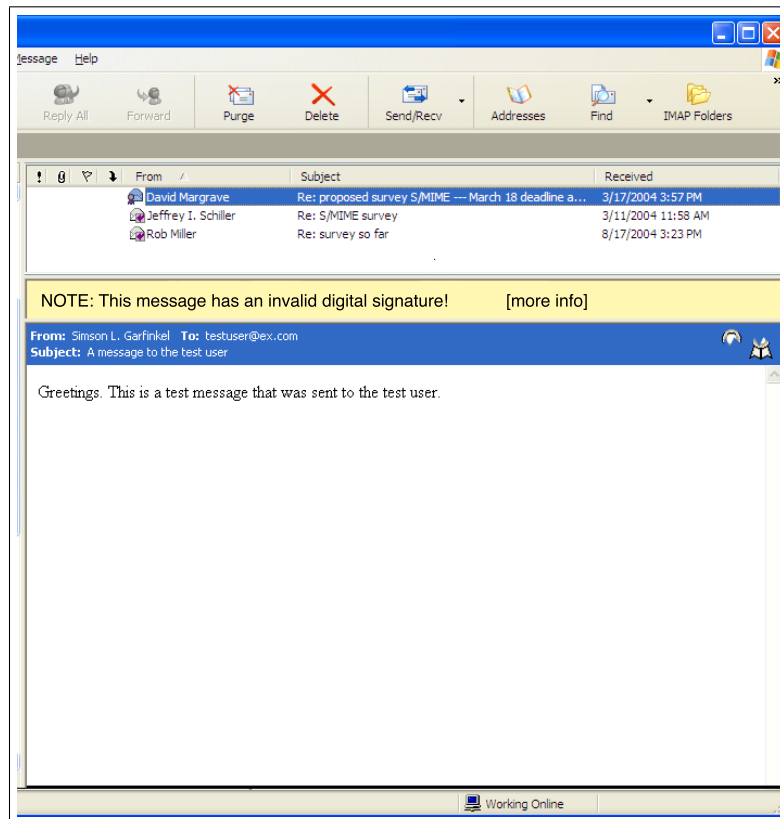 Message Help
Reply All Forward Purge Delete Send/Recv Addresses Find IMAP Folders
From Subject Received
David Margrave Re: proposed survey S/MIME --- March 18 deadline a... 3/17/2004 3:57 PM
Jeffrey I. Schiller Re: S/MIME survey 3/11/2004 11:58 AM
Rob Miller Re: survey so far 8/17/2004 3:23 PM
NOTE: This message has an invalid digital signature! [more info]
From: Simson L. Garfinkel To: testuser@ex.com
Subject: A message to the test user
Greetings. This is a test message that was sent to the test user.
Working Online